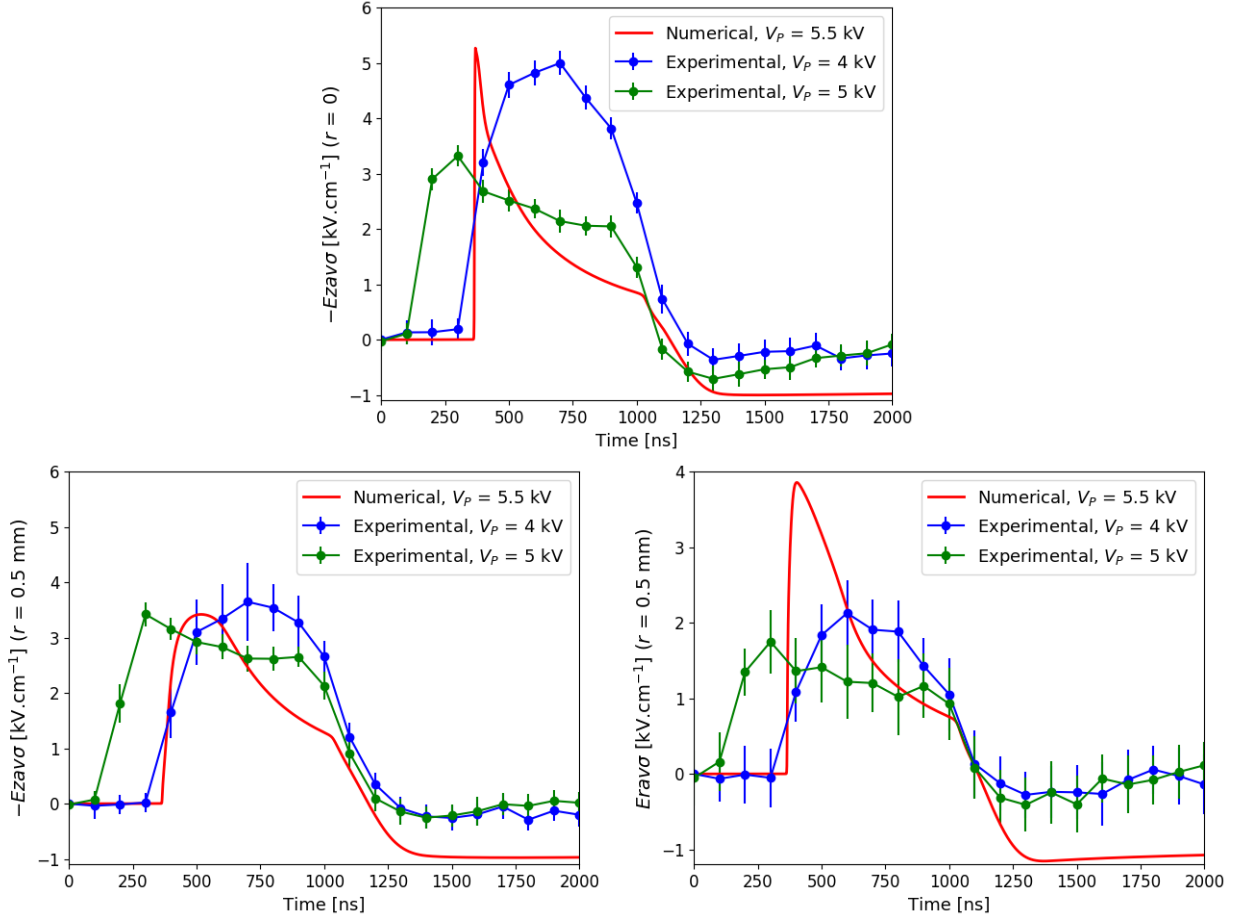 −Ezavσ [kV.cm⁻¹] (r = 0)
6
5
4
3
2
1
0
−1
Numerical, V_P = 5.5 kV
Experimental, V_P = 4 kV
Experimental, V_P = 5 kV
0 250 500 750 1000 1250 1500 1750 2000
Time [ns]
−Ezavσ [kV.cm⁻¹] (r = 0.5 mm)
6
5
4
3
2
1
0
−1
Numerical, V_P = 5.5 kV
Experimental, V_P = 4 kV
Experimental, V_P = 5 kV
0 250 500 750 1000 1250 1500 1750 2000
Time [ns]
Eravσ [kV.cm⁻¹] (r = 0.5 mm)
4
3
2
1
0
−1
Numerical, V_P = 5.5 kV
Experimental, V_P = 4 kV
Experimental, V_P = 5 kV
0 250 500 750 1000 1250 1500 1750 2000
Time [ns]